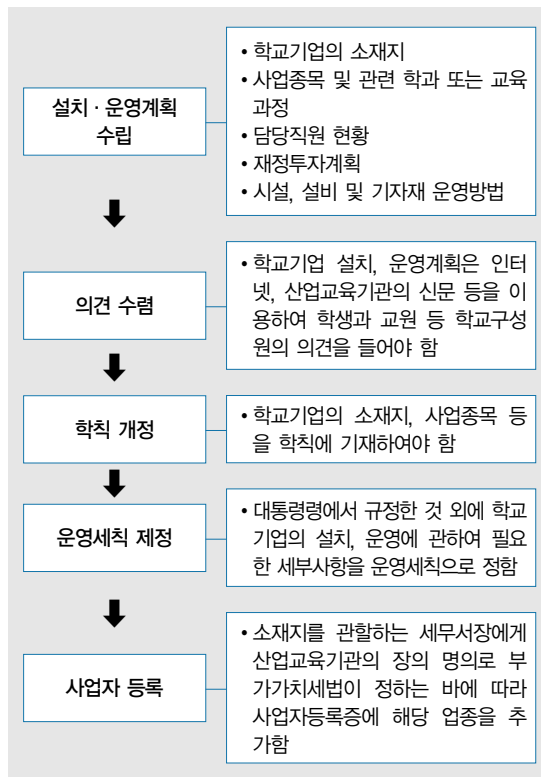 설치 · 운영계획
수립
• 학교기업의 소재지
• 사업종목 및 관련 학과 또는 교육
과정
• 담당직원 현황
• 재정투자계획
• 시설, 설비 및 기자재 운영방법
의견 수렴
• 학교기업 설치, 운영계획은 인터
넷, 산업교육기관의 신문 등을 이
용하여 학생과 교원 등 학교구성
원의 의견을 들어야 함
학칙 개정
• 학교기업의 소재지, 사업종목 등
을 학칙에 기재하여야 함
운영세칙 제정
• 대통령령에서 규정한 것 외에 학교
기업의 설치, 운영에 관하여 필요
한 세부사항을 운영세칙으로 정함
사업자 등록
• 소재지를 관할하는 세무서장에게
산업교육기관의 장의 명의로 부
가가치세법이 정하는 바에 따라
사업자등록증에 해당 업종을 추
가함